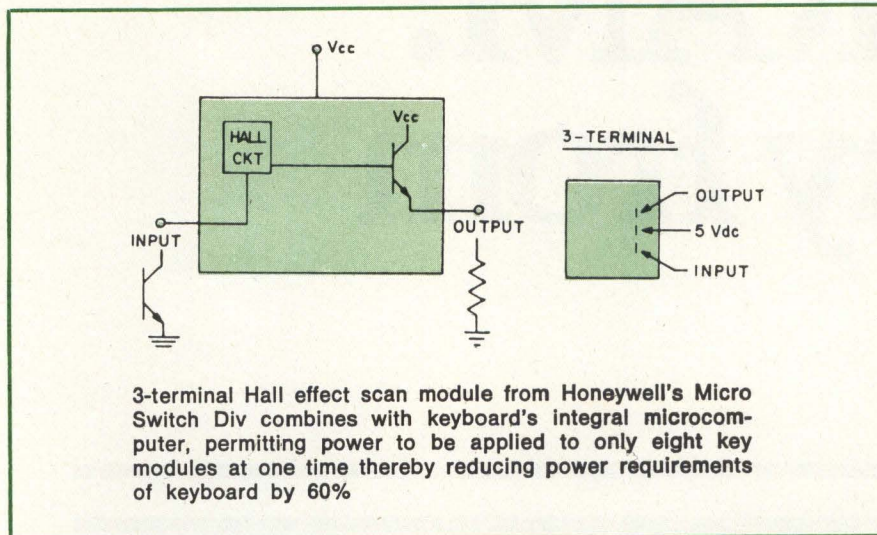 Vcc
HALL
CKT
Vcc
INPUT
OUTPUT
3-TERMINAL
OUTPUT
5 Vdc
INPUT
3-terminal Hall effect scan module from Honeywell's Micro
Switch Div combines with keyboard's integral microcom-
puter, permitting power to be applied to only eight key
modules at one time thereby reducing power requirements
of keyboard by 60%